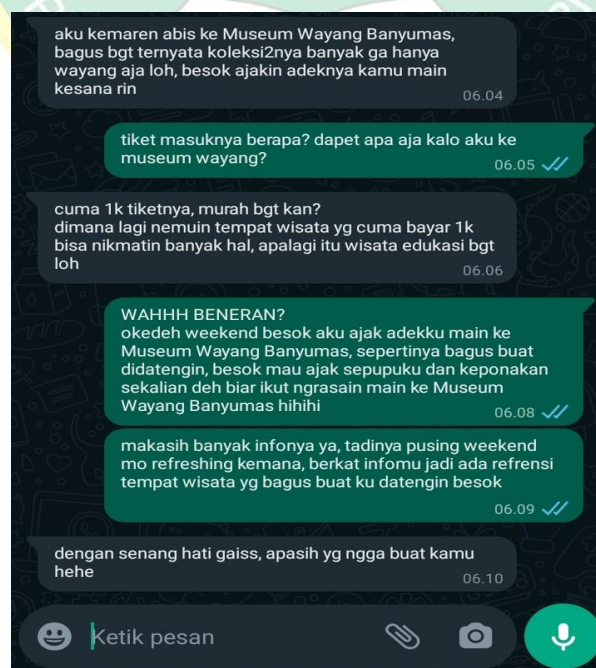 aku kemaren abis ke Museum Wayang Banyumas,
bagus bgt ternyata koleksi2nya banyak ga hanya
wayang aja loh, besok ajakin adeknya kamu main
kesana rin
06.04
tiket masuknya berapa? dapet apa aja kalo aku ke
museum wayang?
06.05
cuma 1k tiketnya, murah bgt kan?
dimana lagi nemuin tempat wisata yg cuma bayar 1k
bisa nikmatin banyak hal, apalagi itu wisata edukasi bgt
loh
06.06
WAHHH BENERAN?
okedeh weekend besok aku ajak adekku main ke
Museum Wayang Banyumas, sepertinya bagus buat
didatengin, besok mau ajak sepupuku dan keponakan
sekalian deh biar ikut ngrasain main ke Museum
Wayang Banyumas hihihi
06.08
makasih banyak infonya ya, tadinya pusing weekend
mo refreshing kemana, berkat infomu jadi ada refrensi
tempat wisata yg bagus buat ku datengin besok
06.09
dengan senang hati gaiss, apasih yg ngga buat kamu
hehe
06.10
Ketik pesan